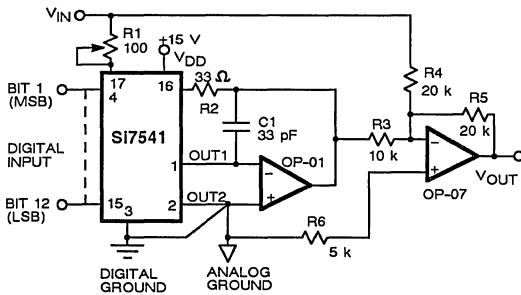 VIN
R1
100
+15 V
VDD
R4
20 k
BIT 1
(MSB)
17
4
16
33 Ω
R2
R5
20 k
SI7541
C1
33 pF
R3
10 k
DIGITAL
INPUT
OP-01
1
OUT1
−
+
−
+
VOUT
OP-07
BIT 12
(LSB)
15
3
2
OUT2
R6
5 k
DIGITAL
GROUND
ANALOG
GROUND